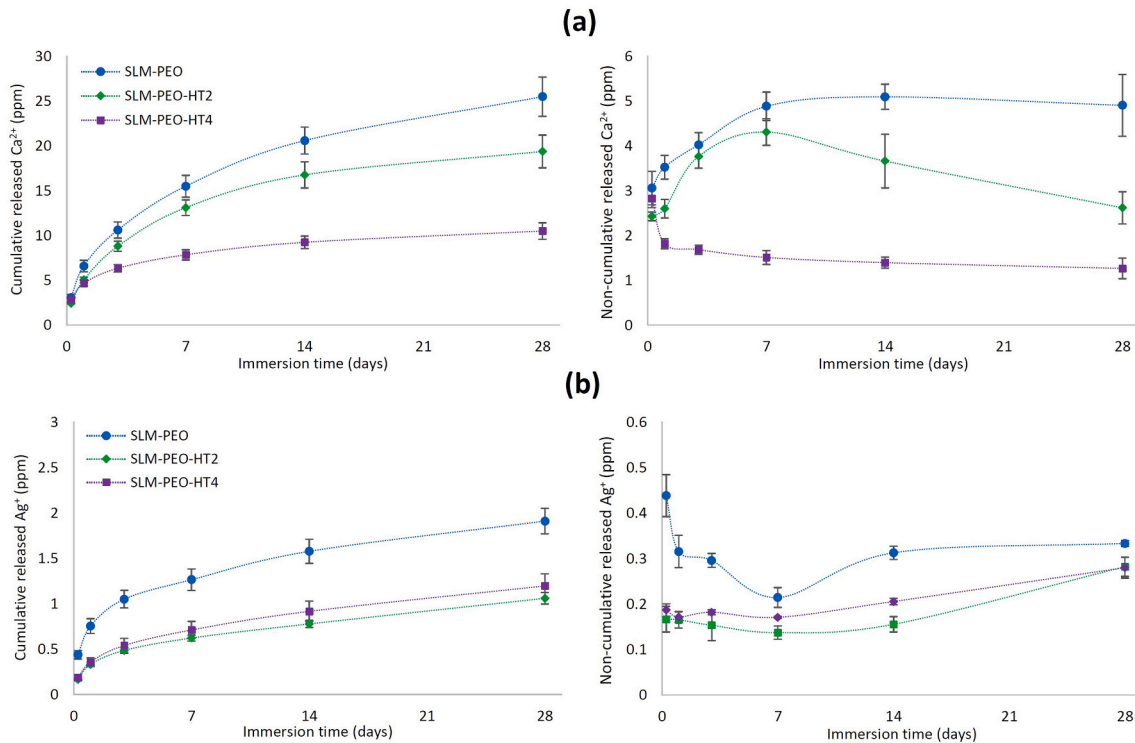 (a)
Cumulative released Ca²⁺ (ppm)
30
25
20
15
10
5
0
SLM-PEO
SLM-PEO-HT2
SLM-PEO-HT4
0 7 14 21 28
Immersion time (days)
Non-cumulative released Ca²⁺ (ppm)
6
5
4
3
2
1
0
0 7 14 21 28
Immersion time (days)
(b)
Cumulative released Ag⁺ (ppm)
3
2.5
2
1.5
1
0.5
0
SLM-PEO
SLM-PEO-HT2
SLM-PEO-HT4
0 7 14 21 28
Immersion time (days)
Non-cumulative released Ag⁺ (ppm)
0.6
0.5
0.4
0.3
0.2
0.1
0
0 7 14 21 28
Immersion time (days)